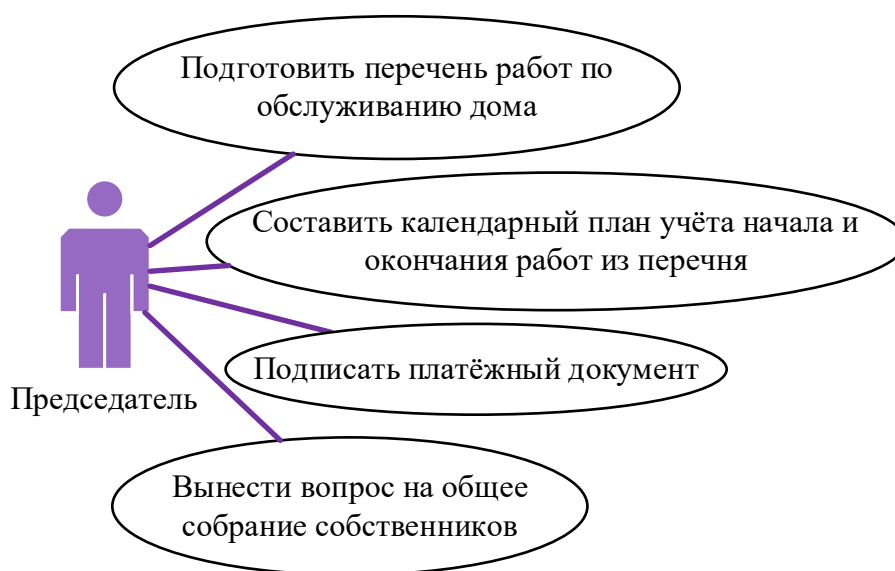 Подготовить перечень работ по
обслуживанию дома
Составить календарный план учёта начала и
окончания работ из перечня
Подписать платёжный документ
Председатель
Вынести вопрос на общее
собрание собственников